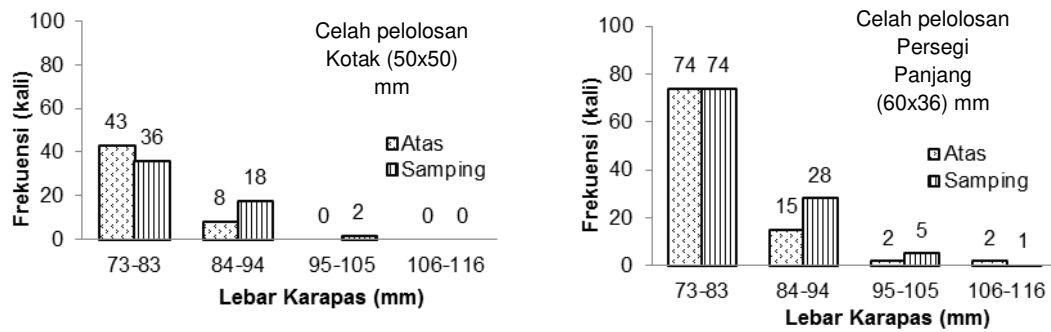 100
80
60
40
20
0
Frekuensi (kali)
Celah pelolosan
Kotak (50x50)
mm
Atas
Samping
43
36
8
18
0
2
0
0
73-83
84-94
95-105
106-116
Lebar Karapas (mm)
100
80
60
40
20
0
Frekuensi (kali)
Celah pelolosan
Persegi
Panjang
(60x36) mm
Atas
Samping
74
74
15
28
2
5
2
1
73-83
84-94
95-105
106-116
Lebar Karapas (mm)